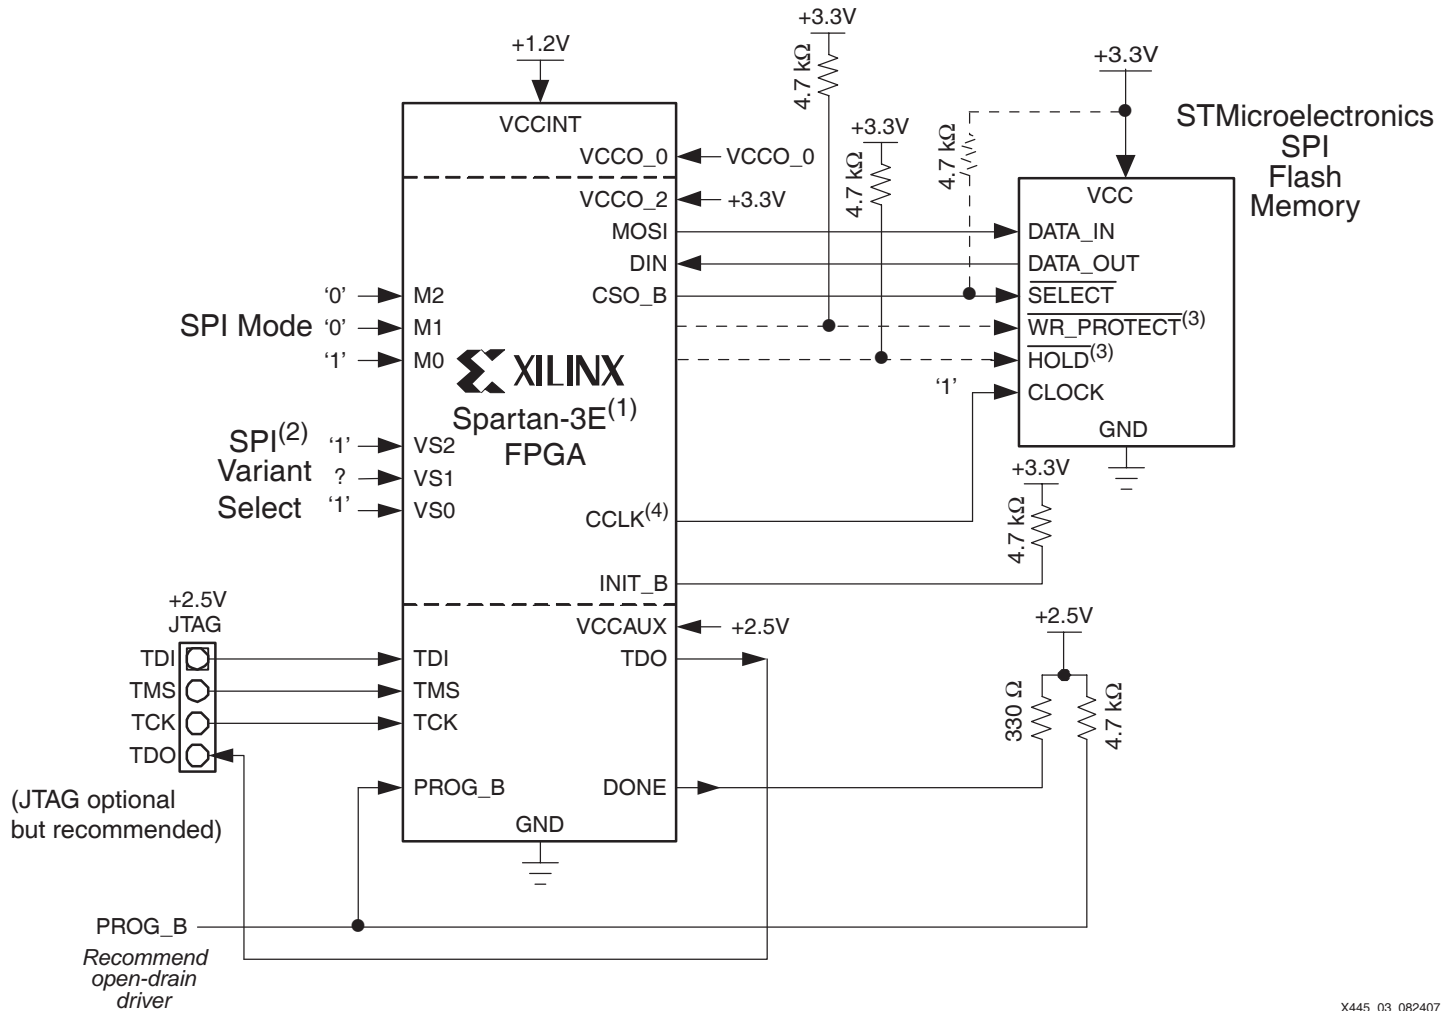 +3.3V
+1.2V
4.7 kΩ
+3.3V
+3.3V
4.7 kΩ
4.7 kΩ
STMicroelectronics
SPI
Flash
Memory
VCCINT
VCCO_0
VCCO_0
VCCO_2
+3.3V
MOSI
DIN
CSO_B
VCC
DATA_IN
DATA_OUT
SELECT
WR_PROTECT(3)
HOLD(3)
'1'
CLOCK
GND
SPI Mode
'0'
M2
'0'
M1
'1'
M0
XILINX
Spartan-3E(1)
FPGA
SPI(2)
Variant
Select
'1'
VS2
?
VS1
'1'
VS0
CCLK(4)
INIT_B
+3.3V
4.7 kΩ
+2.5V
JTAG
TDI
TMS
TCK
TDO
(JTAG optional
but recommended)
TDI
TMS
TCK
PROG_B
VCCAUX
+2.5V
TDO
DONE
GND
+2.5V
330 Ω
4.7 kΩ
PROG_B
Recommend
open-drain
driver
X445_03_082407